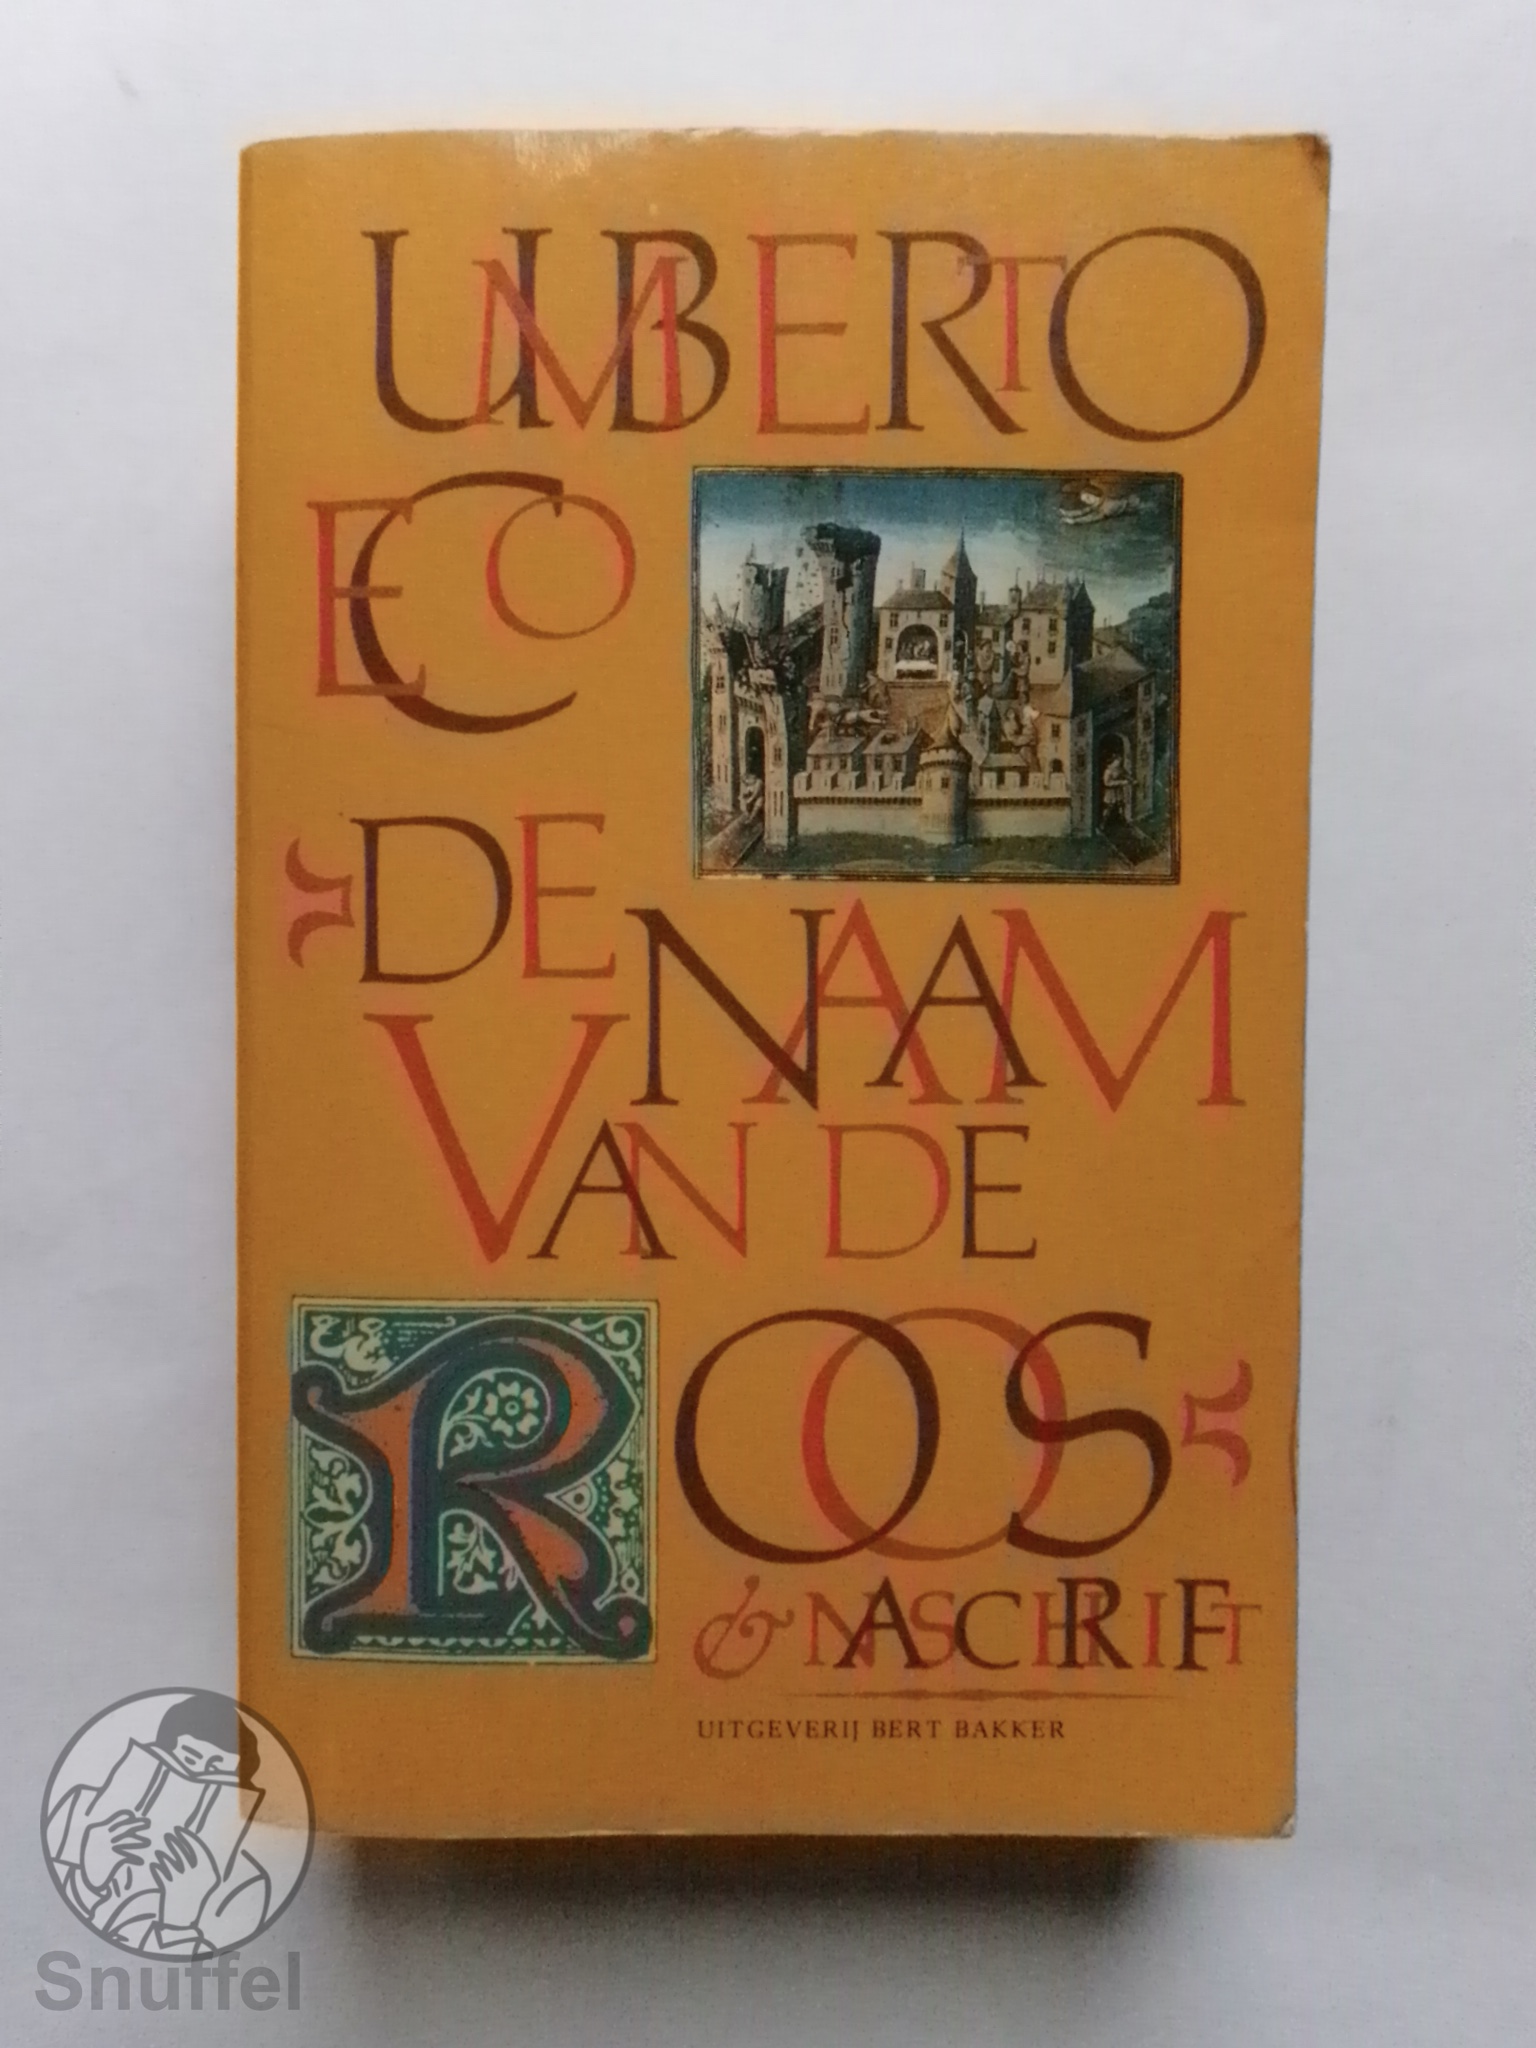 UMBERTO
ECO
DE NAAM
VAN DE
ROOS
& NASCHRIFT
UITGEVERIJ BERT BAKKER
Snuffel